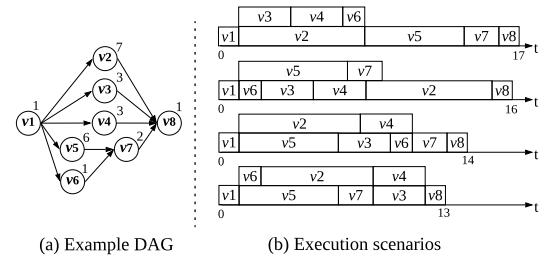 v1
1
v2
7
v3
3
v4
3
v5
6
v6
1
v7
2
v8
1
(a) Example DAG
v3 v4 v6
v1 v2 v5 v7 v8 t
0 17
v5 v7
v1 v6 v3 v4 v2 v8 t
0 16
v2 v4
v1 v5 v3 v6 v7 v8 t
0 14
v6 v2 v4
v1 v5 v7 v3 v8 t
0 13
(b) Execution scenarios